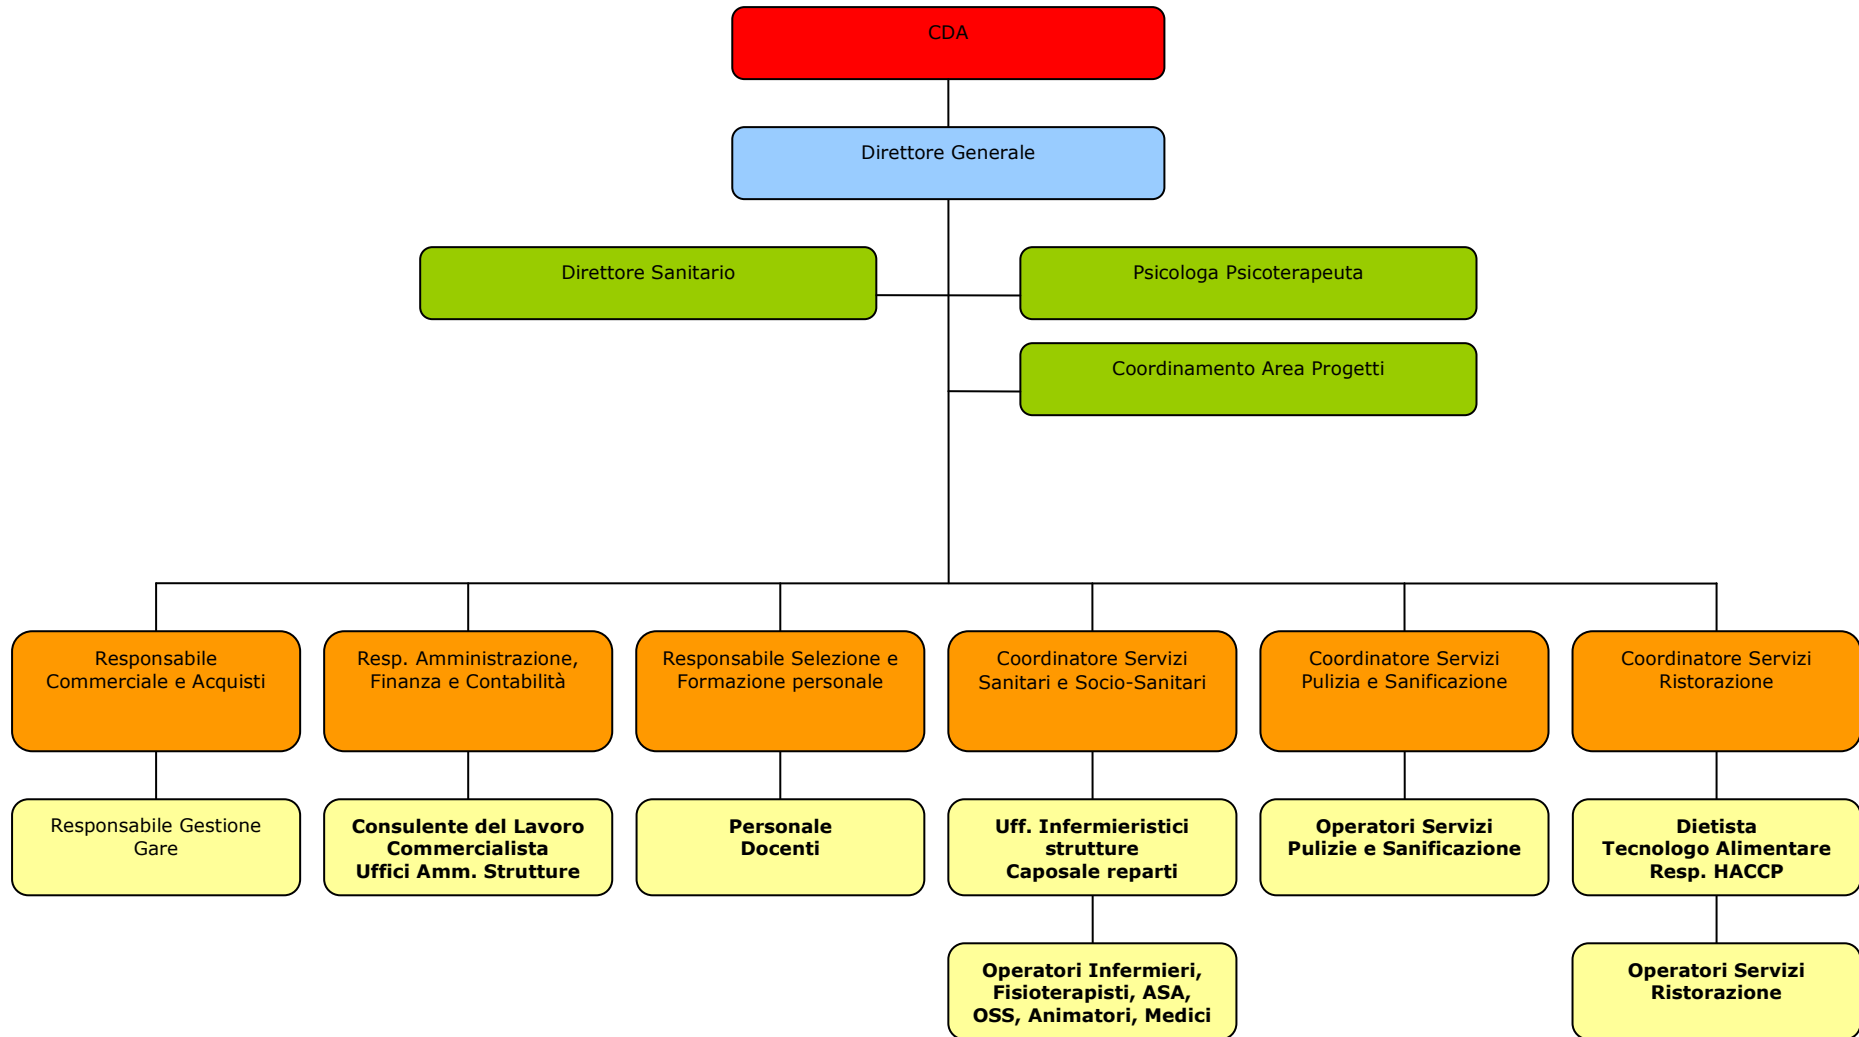 CDA
Direttore Generale
Direttore Sanitario
Psicologa Psicoterapeuta
Coordinamento Area Progetti
Responsabile
Commerciale e Acquisti
Resp. Amministrazione,
Finanza e Contabilità
Responsabile Selezione e
Formazione personale
Coordinatore Servizi
Sanitari e Socio-Sanitari
Coordinatore Servizi
Pulizia e Sanificazione
Coordinatore Servizi
Ristorazione
Responsabile Gestione
Gare
Consulente del Lavoro
Commercialista
Uffici Amm. Strutture
Personale
Docenti
Uff. Infermieristici
strutture
Caposale reparti
Operatori Servizi
Pulizie e Sanificazione
Dietista
Tecnologo Alimentare
Resp. HACCP
Operatori Infermieri,
Fisioterapisti, ASA,
OSS, Animatori, Medici
Operatori Servizi
Ristorazione